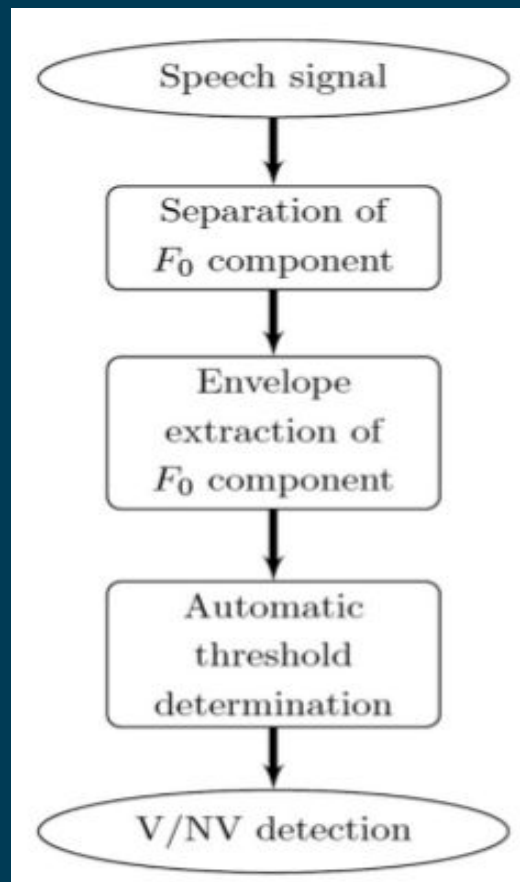 Speech signal
Separation of
F₀ component
Envelope
extraction of
F₀ component
Automatic
threshold
determination
V/NV detection